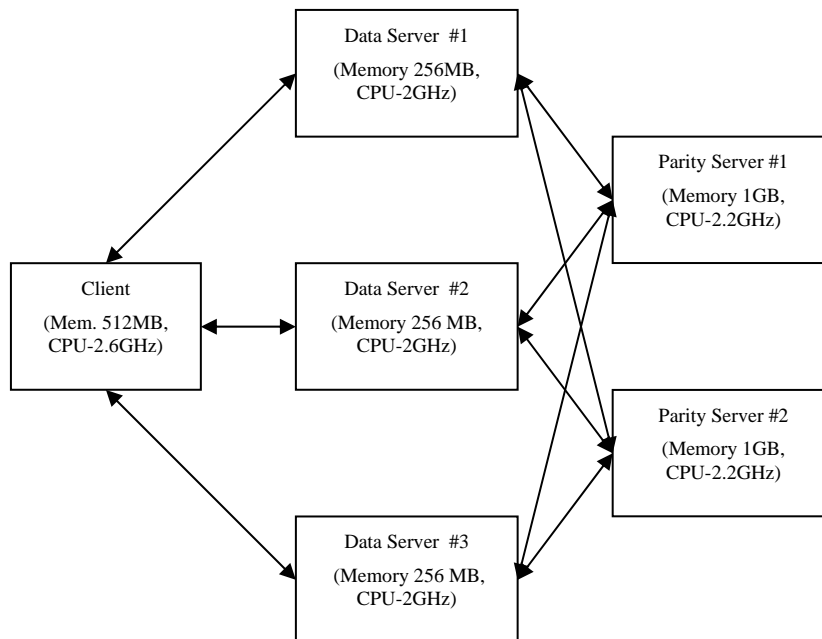 Data Server #1
(Memory 256MB,
CPU-2GHz)
Parity Server #1
(Memory 1GB,
CPU-2.2GHz)
Client
(Mem. 512MB,
CPU-2.6GHz)
Data Server #2
(Memory 256 MB,
CPU-2GHz)
Parity Server #2
(Memory 1GB,
CPU-2.2GHz)
Data Server #3
(Memory 256 MB,
CPU-2GHz)